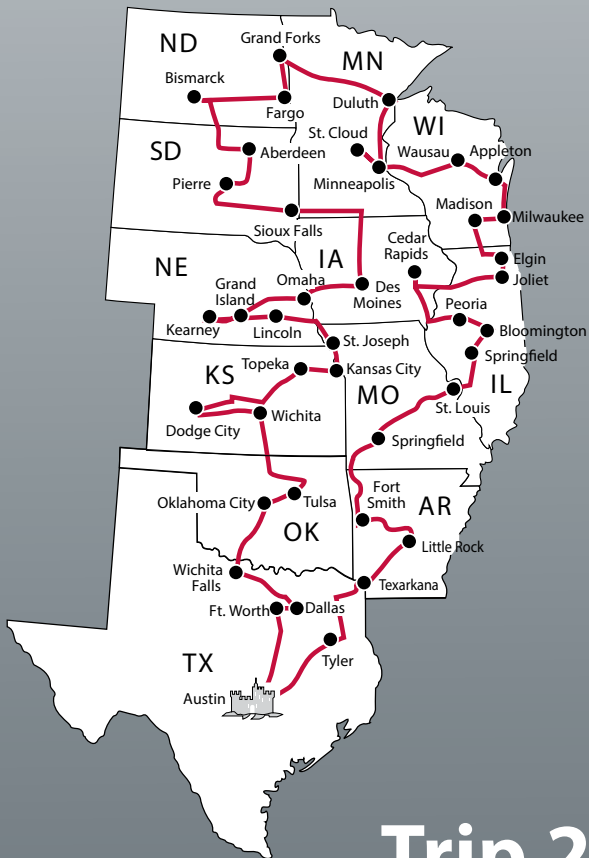 ND
Grand Forks
MN
Bismarck
Fargo
Duluth
WI
St. Cloud
Wausau
Appleton
SD
Aberdeen
Minneapolis
Pierre
Madison
Milwaukee
Sioux Falls
Cedar
Rapids
Elgin
NE
IA
Joliet
Grand
Island
Omaha
Des
Moines
Peoria
Kearney
Lincoln
Bloomington
St. Joseph
Springfield
Topeka
Kansas City
KS
MO
IL
St. Louis
Dodge City
Wichita
Springfield
Fort
Smith
AR
Oklahoma City
Tulsa
OK
Little Rock
Wichita
Falls
Texarkana
Ft. Worth
Dallas
Tyler
TX
Austin
Trip 2